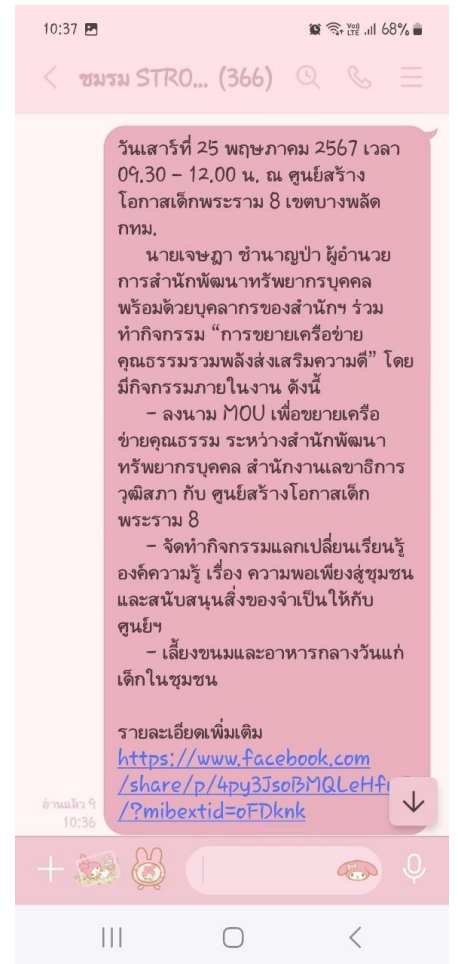 10:37
68%
ชมรม STRO... (366)
วันเสาร์ที่ 25 พฤษภาคม 2567 เวลา
09.30 – 12.00 น. ณ ศูนย์สร้าง
โอกาสเด็กพระราม 8 เขตบางพลัด
กทม.
นายเจษฎา ชำนาญป่า ผู้อำนวย
การสำนักพัฒนาทรัพยากรบุคคล
พร้อมด้วยบุคลากรของสำนักฯ ร่วม
ทำกิจกรรม “การขยายเครือข่าย
คุณธรรมรวมพลังส่งเสริมความดี” โดย
มีกิจกรรมภายในงาน ดังนี้
– ลงนาม MOU เพื่อขยายเครือ
ข่ายคุณธรรม ระหว่างสำนักพัฒนา
ทรัพยากรบุคคล สำนักงานเลขาธิการ
วุฒิสภา กับ ศูนย์สร้างโอกาสเด็ก
พระราม 8
– จัดทำกิจกรรมแลกเปลี่ยนเรียนรู้
องค์ความรู้ เรื่อง ความพอเพียงสู่ชุมชน
และสนับสนุนสิ่งของจำเป็นให้กับ
ศูนย์ฯ
– เลี้ยงขนมและอาหารกลางวันแก่
เด็กในชุมชน
รายละเอียดเพิ่มเติม
https://www.facebook.com
/share/p/4py3JsoBMQLeHf
/?mibextid=oFDknk
อ่านแล้ว 9
10:36